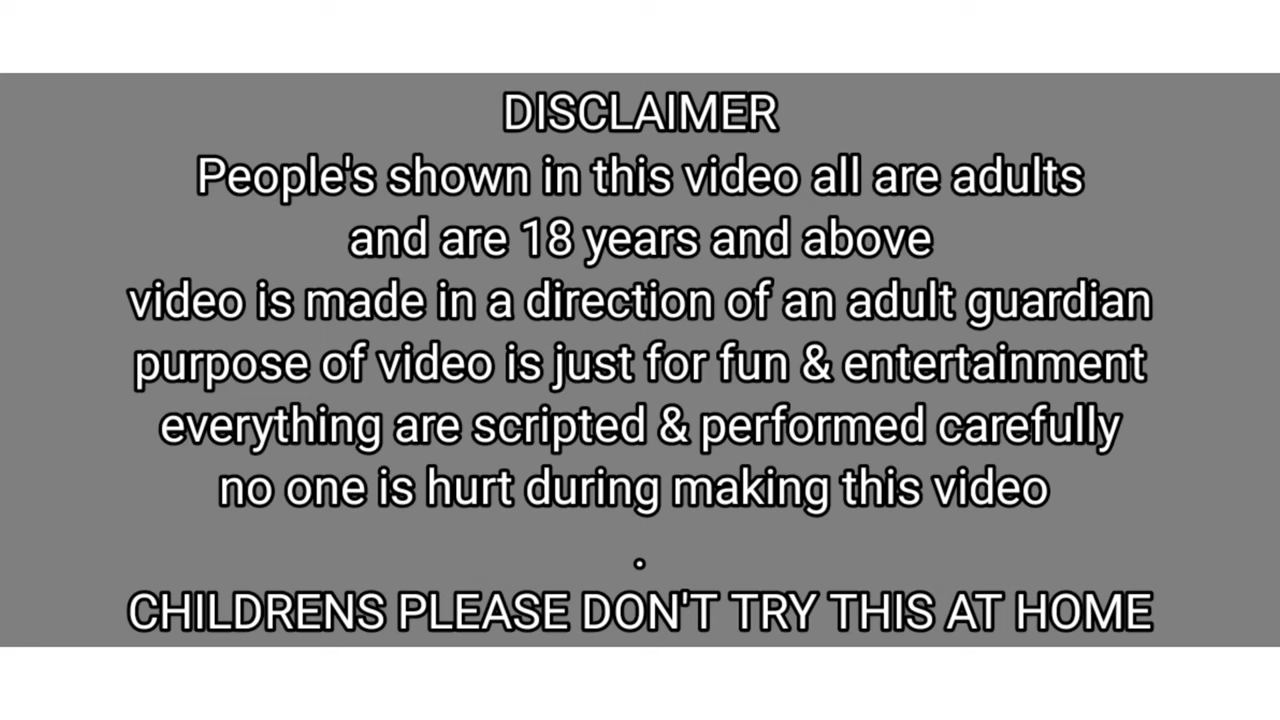 DISCLAIMER
People's shown in this video all are adults
and are 18 years and above
video is made in a direction of an adult guardian
purpose of video is just for fun & entertainment
everything are scripted & performed carefully
no one is hurt during making this video
.
CHILDRENS PLEASE DON'T TRY THIS AT HOME